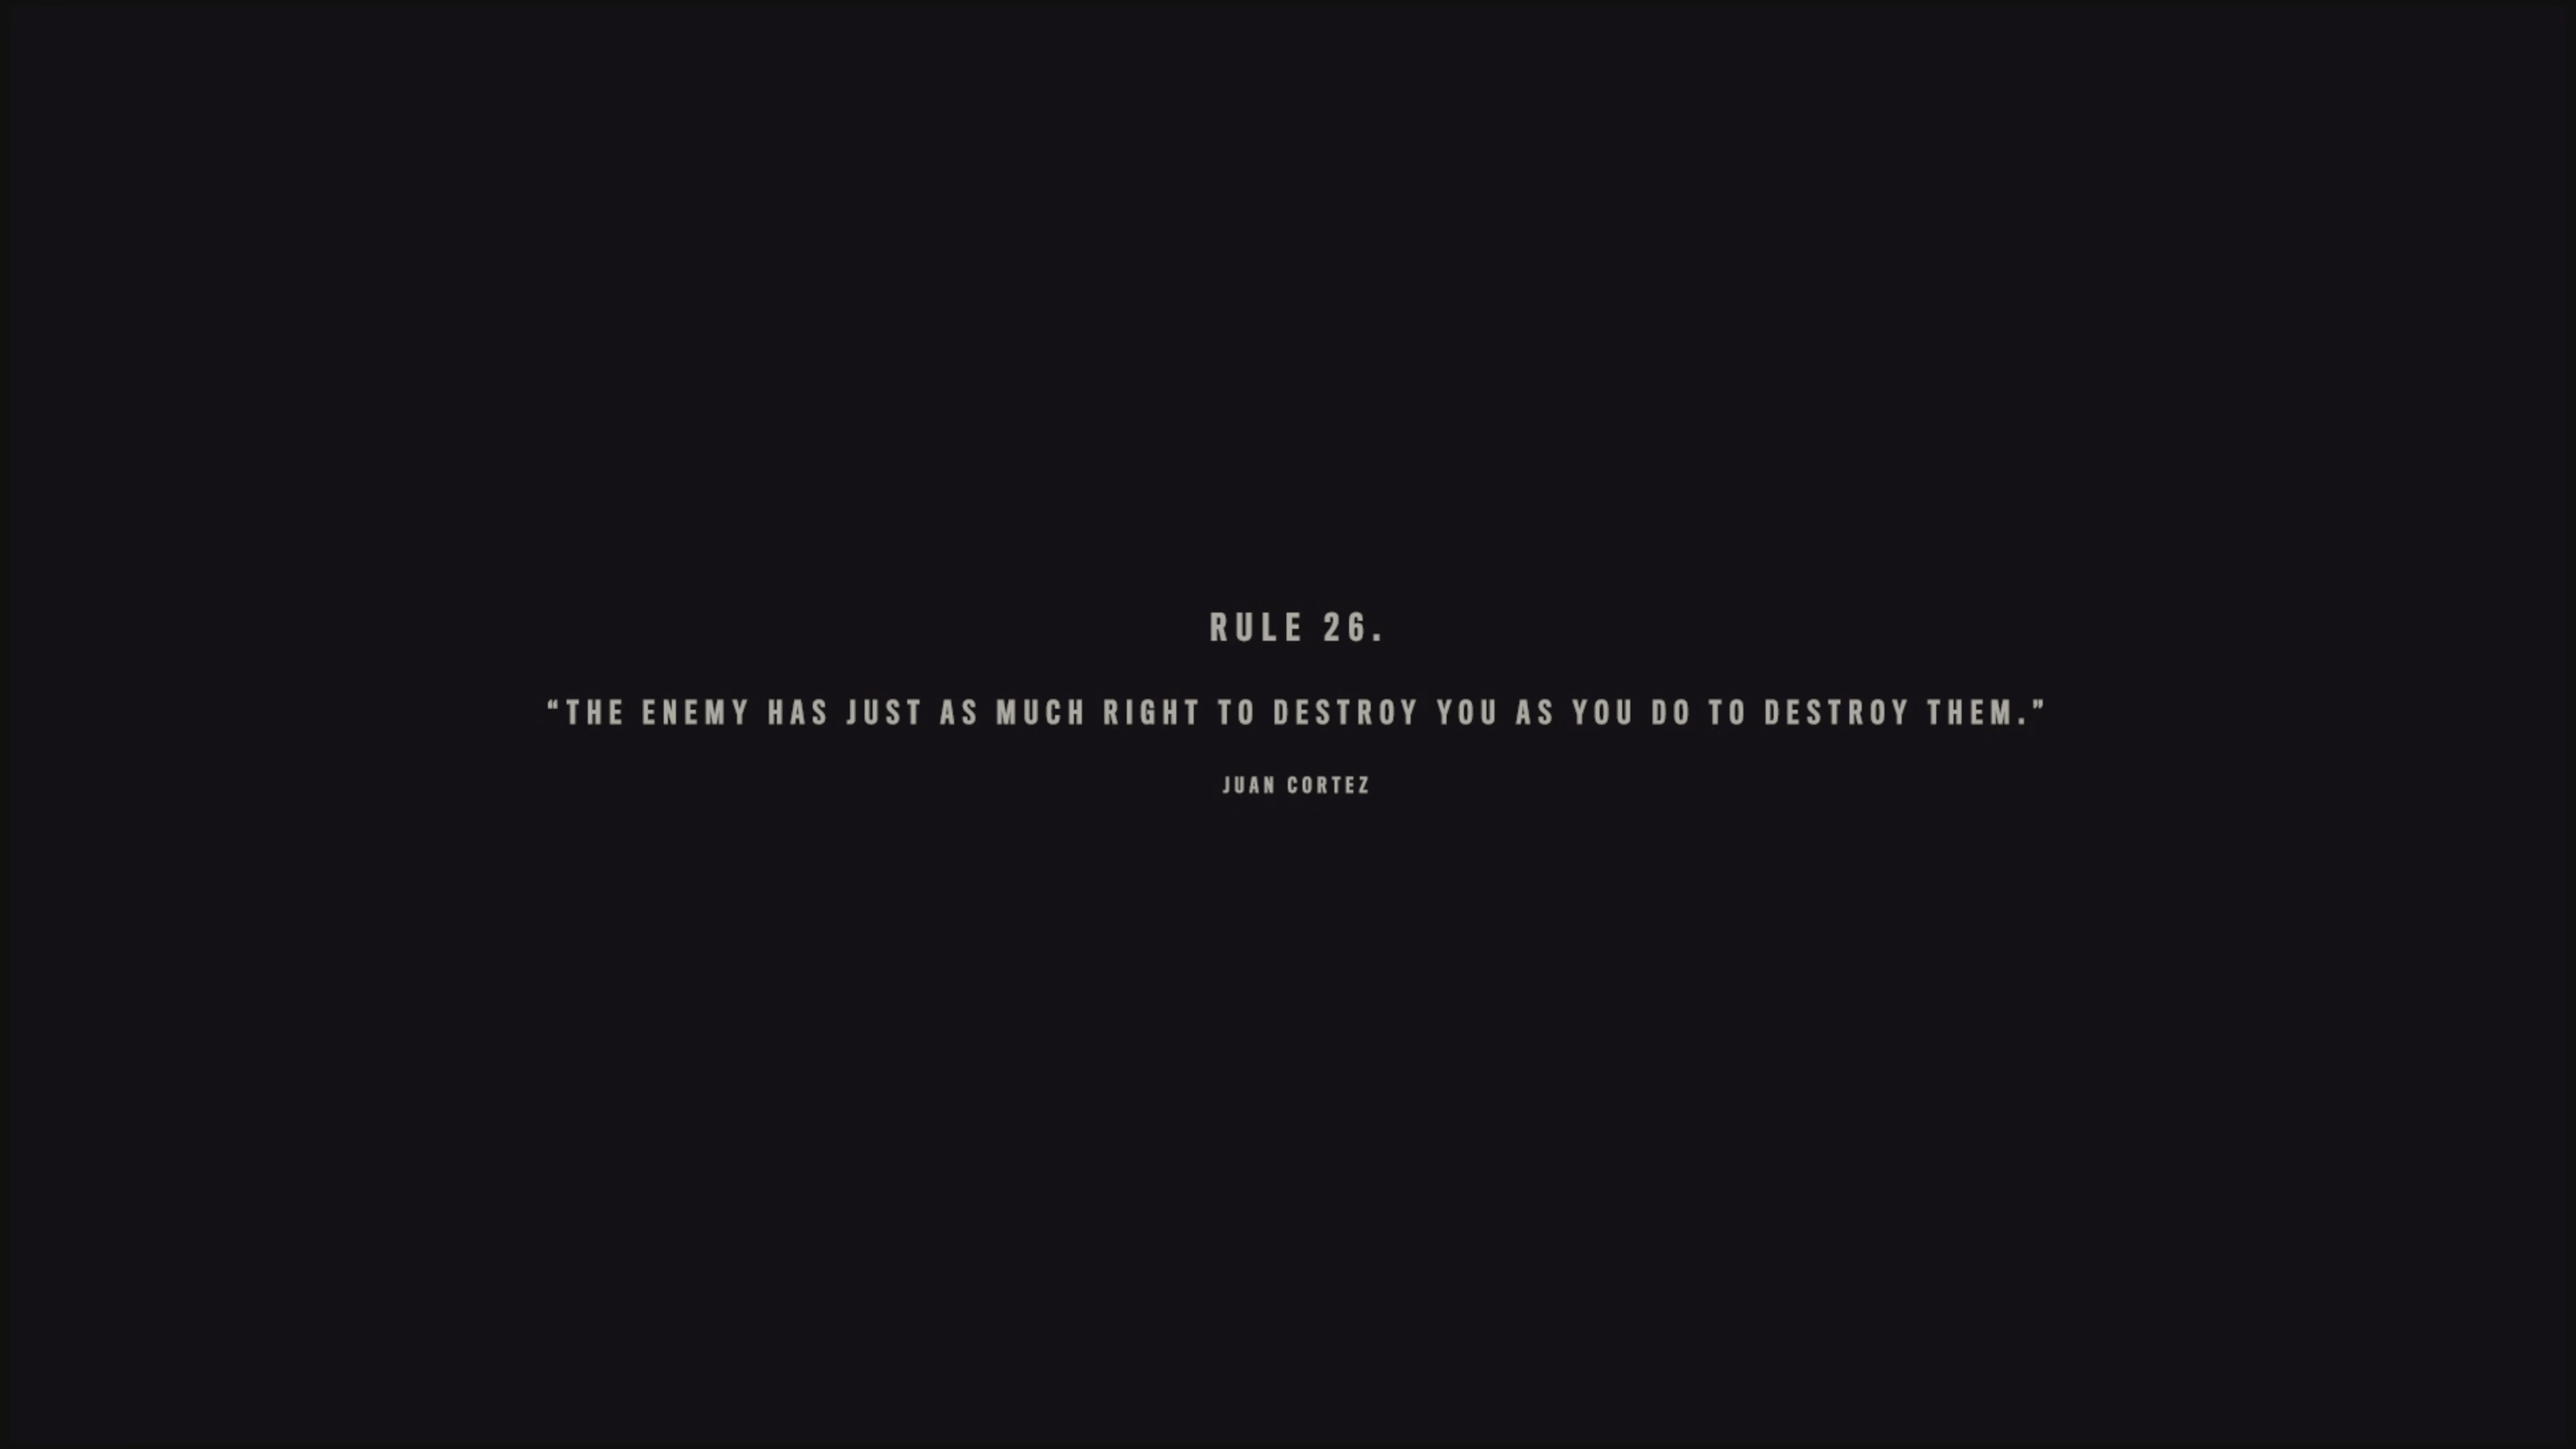 RULE 26.
“THE ENEMY HAS JUST AS MUCH RIGHT TO DESTROY YOU AS YOU DO TO DESTROY THEM.”
JUAN CORTEZ